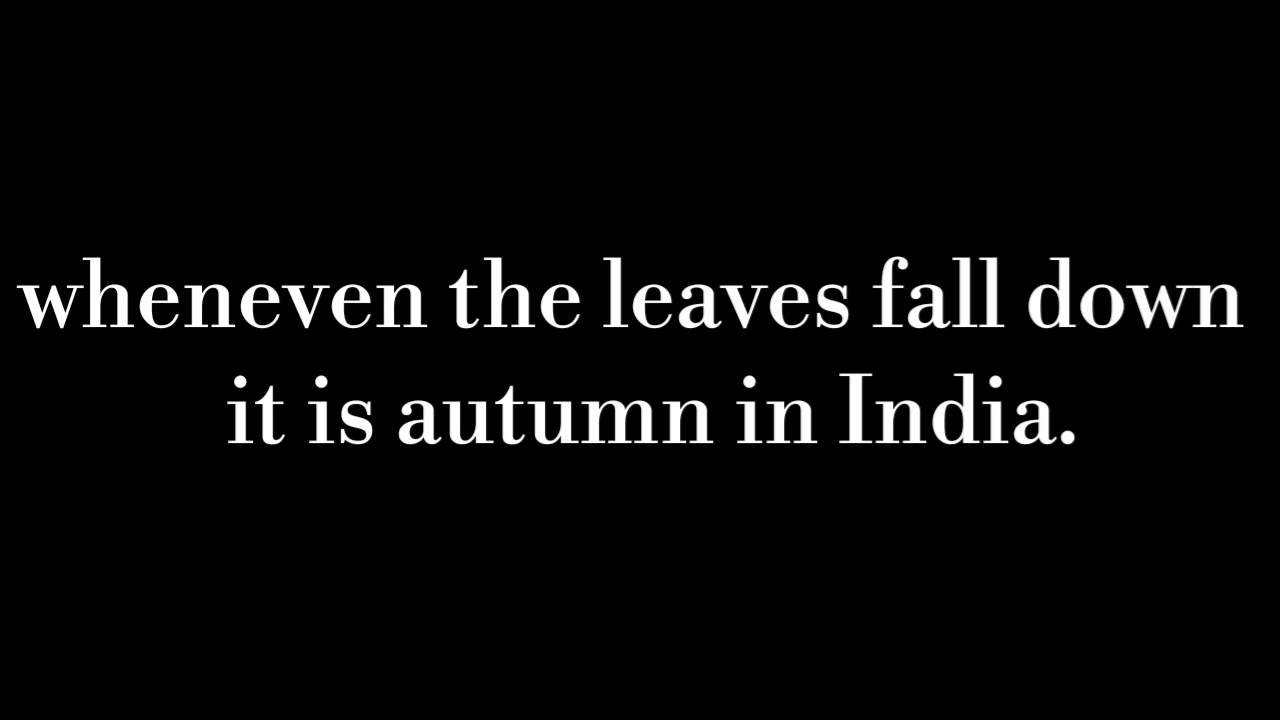 wheneven the leaves fall down
it is autumn in India.